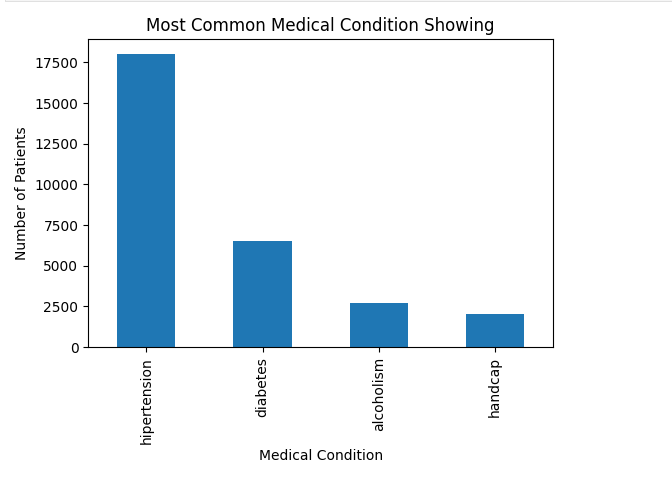 Most Common Medical Condition Showing
17500
15000
12500
10000
7500
5000
2500
0
Number of Patients
hipertension
diabetes
alcoholism
handcap
Medical Condition